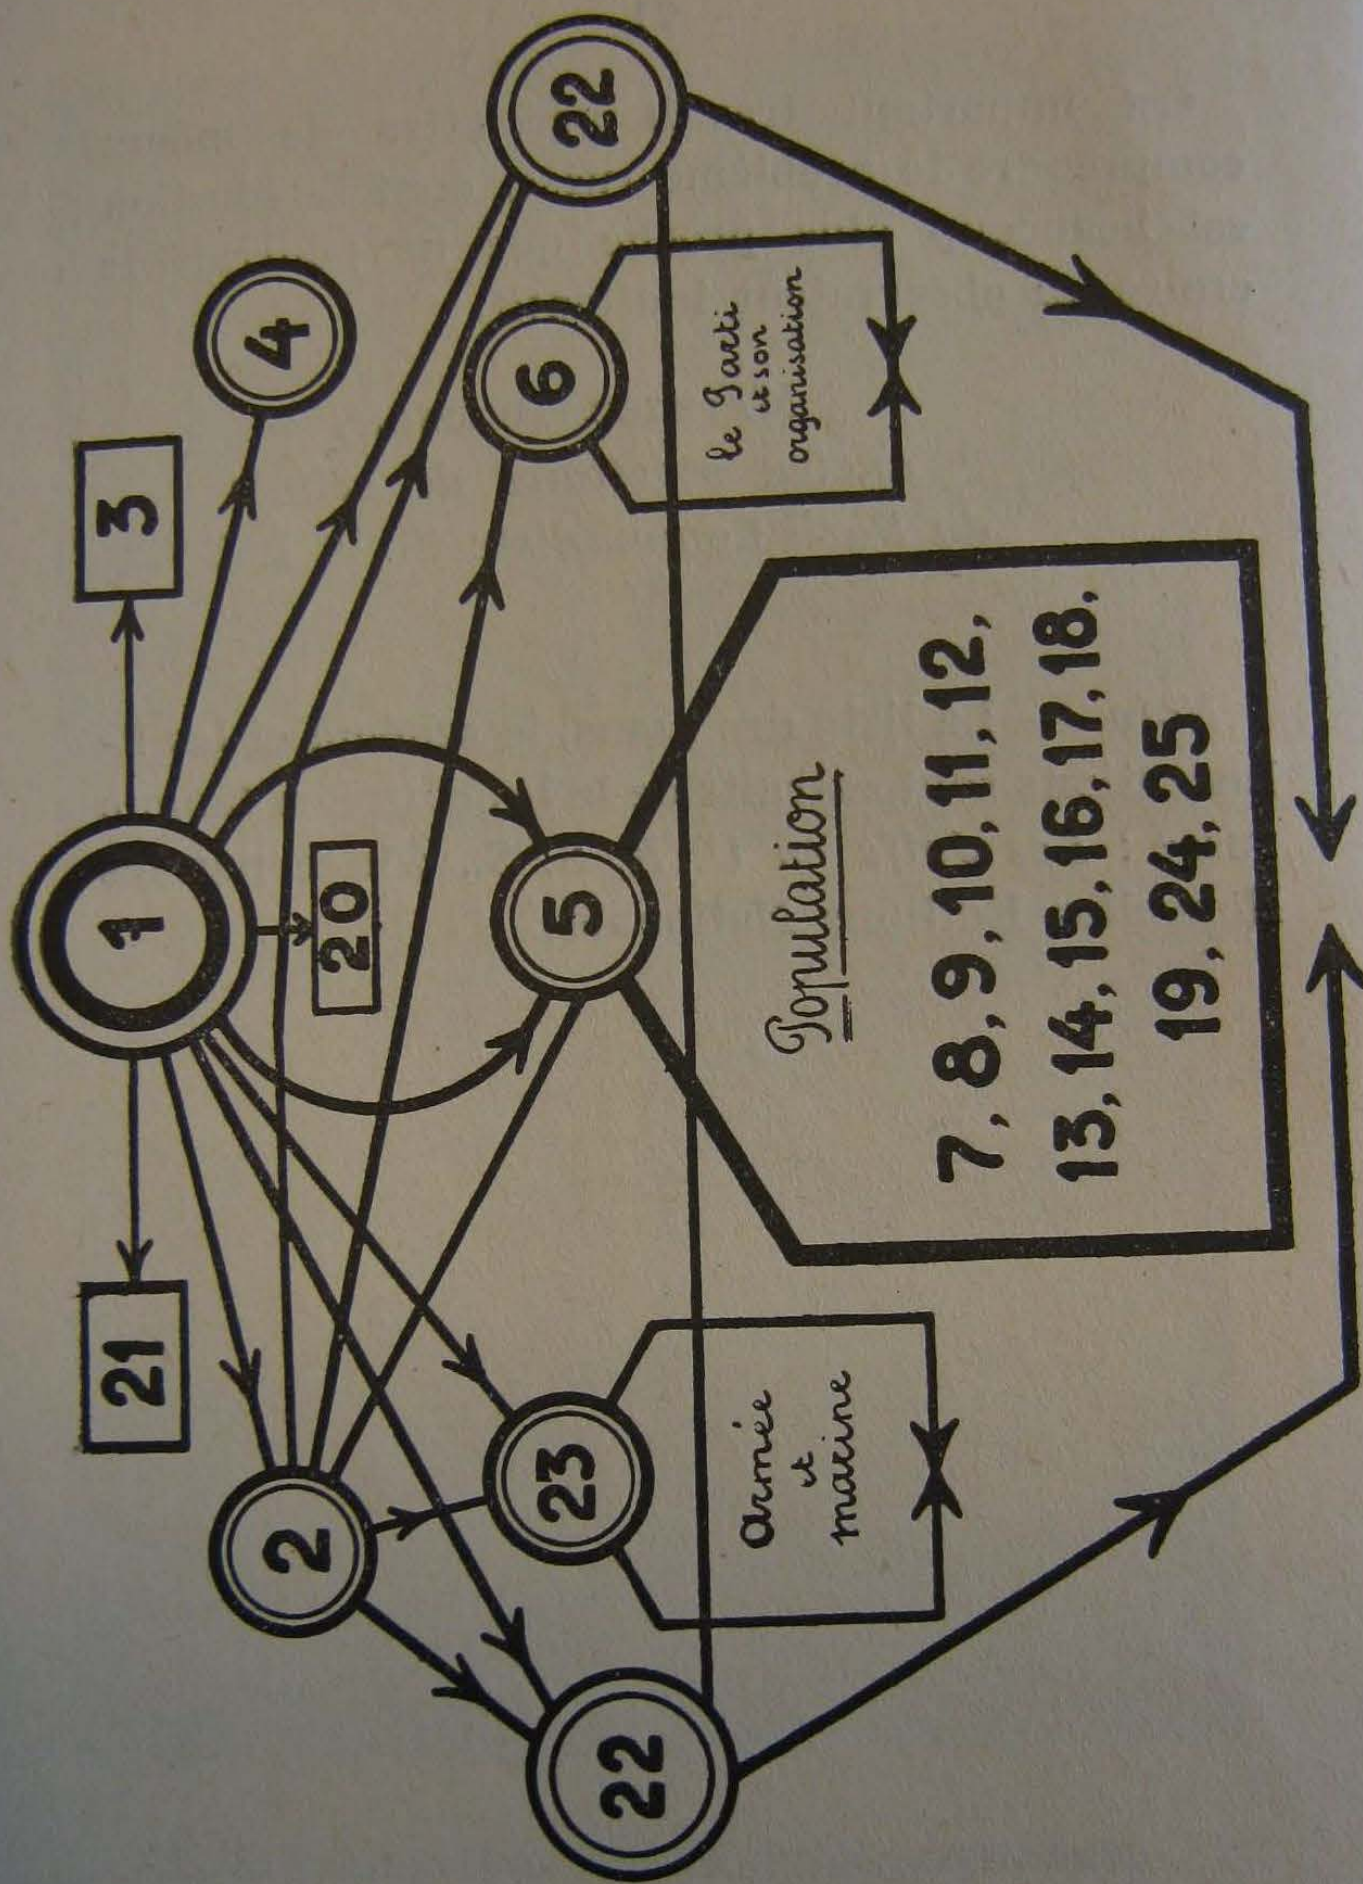 21
1
3
2
20
4
22
23
5
6
22
armée
et
marine
Population
7, 8, 9, 10, 11, 12,
13, 14, 15, 16, 17, 18,
19, 24, 25
le Parti
et son
organisation